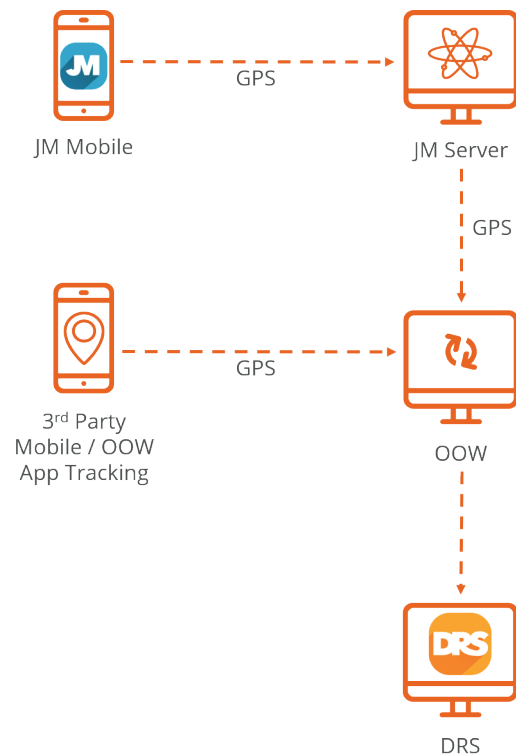 JM
GPS
JM Mobile
JM Server
GPS
GPS
3rd Party
Mobile / OOW
App Tracking
OOW
DRS
DRS